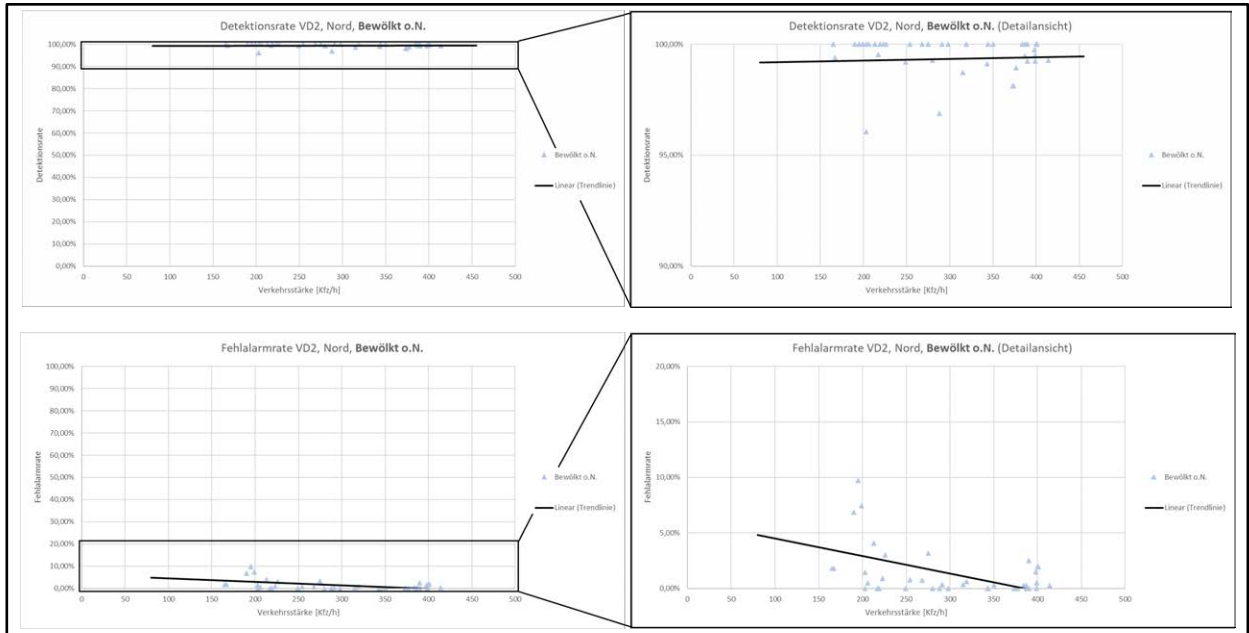 Detektionsrate VD2, Nord, Bewölkt o.N.
100,00%
90,00%
80,00%
70,00%
60,00%
50,00%
40,00%
30,00%
20,00%
10,00%
0,00%
Detektionsrate
0 50 100 150 200 250 300 350 400 450 500
Verkehrsstärke [Kfz/h]
Bewölkt o.N.
Linear (Trendlinie)
Detektionsrate VD2, Nord, Bewölkt o.N. (Detailansicht)
100,00%
95,00%
90,00%
Detektionsrate
0 50 100 150 200 250 300 350 400 450 500
Verkehrsstärke [Kfz/h]
Bewölkt o.N.
Linear (Trendlinie)
Fehlalarmrate VD2, Nord, Bewölkt o.N.
100,00%
90,00%
80,00%
70,00%
60,00%
50,00%
40,00%
30,00%
20,00%
10,00%
0,00%
Fehlalarmrate
0 50 100 150 200 250 300 350 400 450 500
Verkehrsstärke [Kfz/h]
Bewölkt o.N.
Linear (Trendlinie)
Fehlalarmrate VD2, Nord, Bewölkt o.N. (Detailansicht)
20,00%
15,00%
10,00%
5,00%
0,00%
Fehlalarmrate
0 50 100 150 200 250 300 350 400 450 500
Verkehrsstärke [Kfz/h]
Bewölkt o.N.
Linear (Trendlinie)